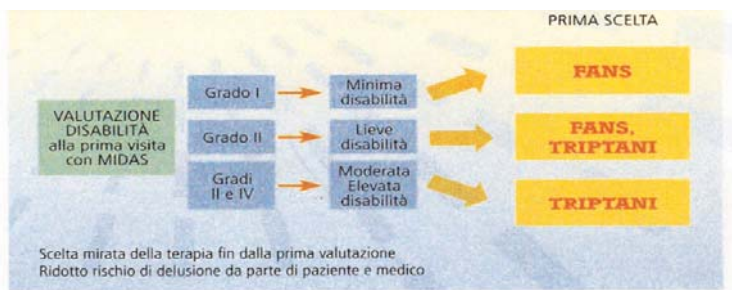 PRIMA SCELTA
VALUTAZIONE
DISABILITÀ
alla prima visita
con MIDAS
Grado I
Minima
disabilità
FANS
Grado II
Lieve
disabilità
FANS,
TRIPTANI
Gradi
II e IV
Moderata
Elevata
disabilità
TRIPTANI
Scelta mirata della terapia fin dalla prima valutazione
Ridotto rischio di delusione da parte di paziente e medico